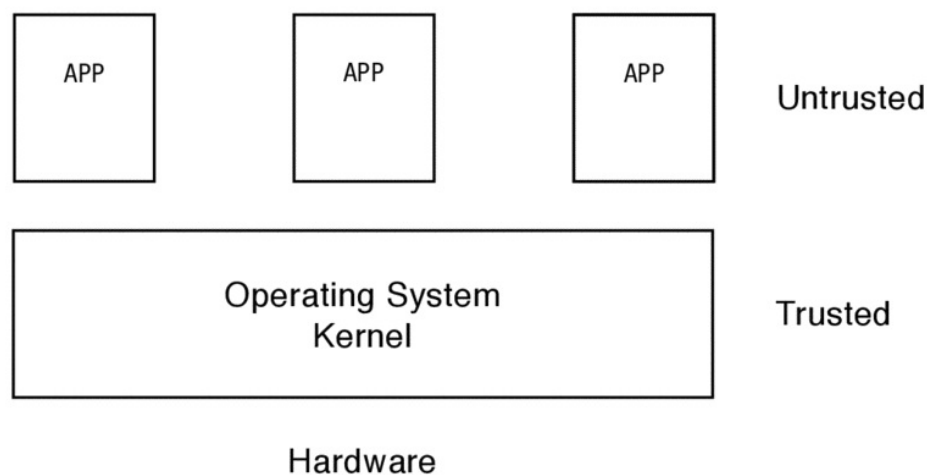 APP
APP
APP
Untrusted
Operating System
Kernel
Trusted
Hardware